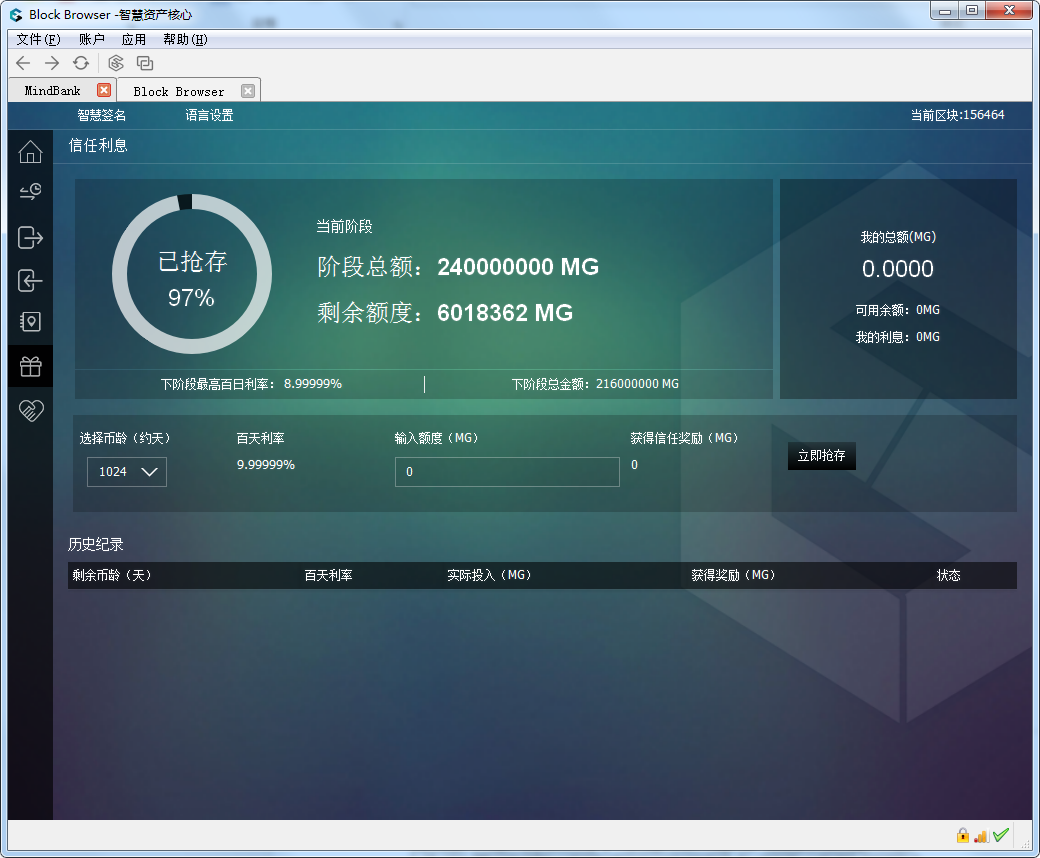 Block Browser -智慧资产核心
文件(F) 账户 应用 帮助(H)
MindBank Block Browser
智慧签名 语言设置 当前区块:156464
信任利息
已抢存
97%
当前阶段
阶段总额：240000000 MG
剩余额度：6018362 MG
下阶段最高百日利率：8.99999%
下阶段总金额：216000000 MG
我的总额(MG)
0.0000
可用余额：0MG
我的利息：0MG
选择币龄（约天） 百天利率 输入额度（MG） 获得信任奖励（MG）
1024 9.99999% 0 0 立即抢存
历史纪录
剩余币龄（天） 百天利率 实际投入（MG） 获得奖励（MG） 状态